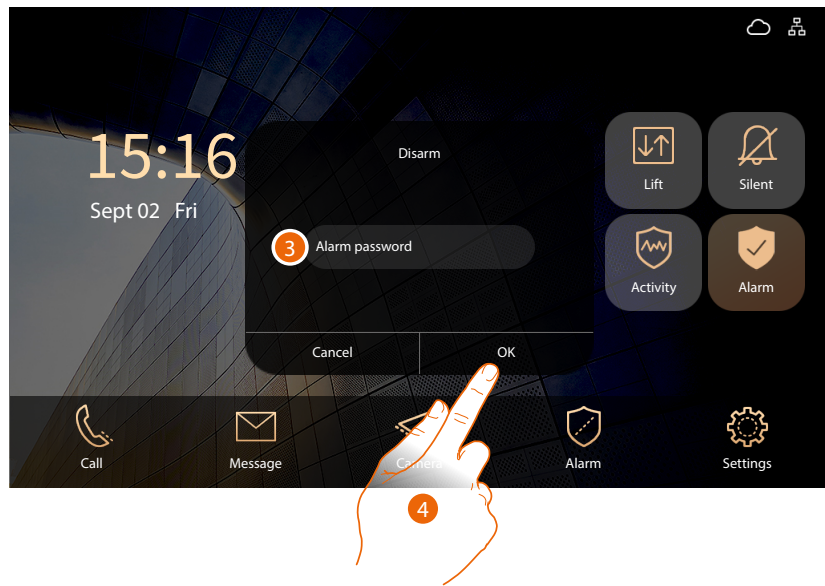 15:16
Sept 02 Fri
Disarm
3
Alarm password
Cancel
OK
Lift
Silent
Activity
Alarm
Call
Message
Camera
Alarm
Settings
4